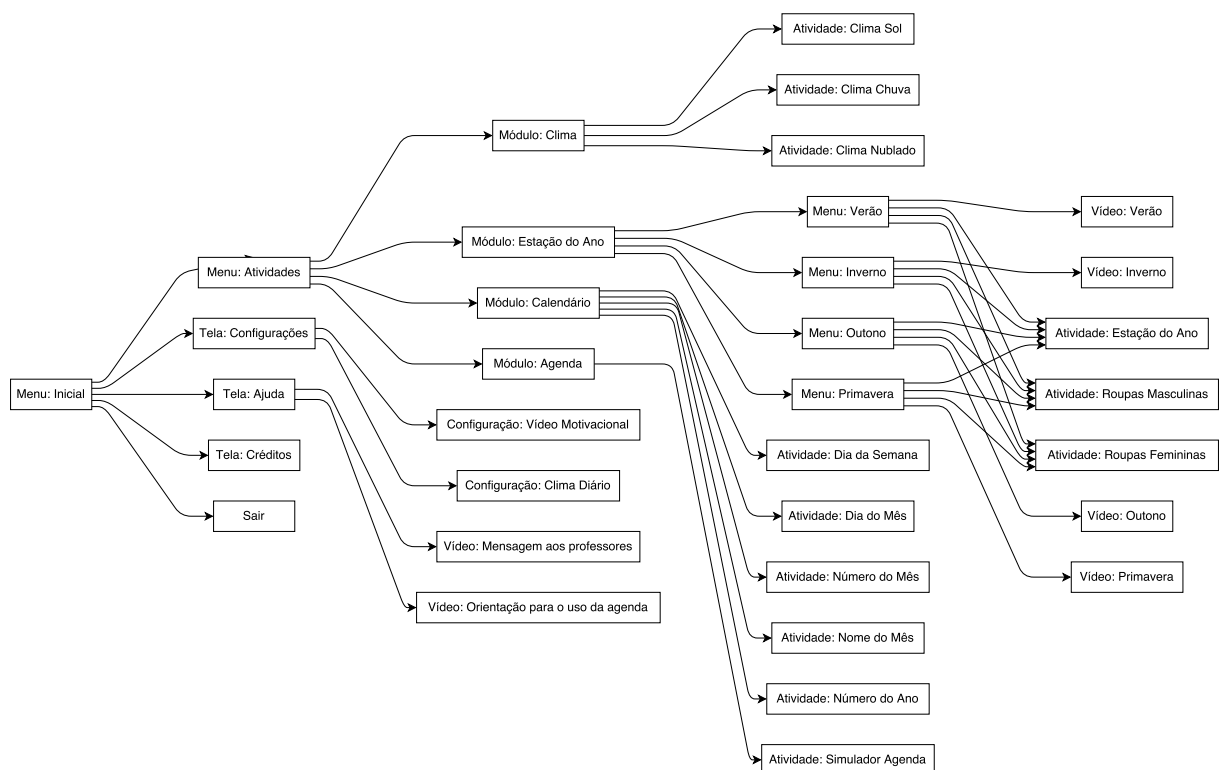 Menu: Inicial
Menu: Atividades
Tela: Configurações
Tela: Ajuda
Tela: Créditos
Sair
Módulo: Clima
Módulo: Estação do Ano
Módulo: Calendário
Módulo: Agenda
Configuração: Vídeo Motivacional
Configuração: Clima Diário
Vídeo: Mensagem aos professores
Vídeo: Orientação para o uso da agenda
Atividade: Clima Sol
Atividade: Clima Chuva
Atividade: Clima Nublado
Menu: Verão
Menu: Inverno
Menu: Outono
Menu: Primavera
Atividade: Dia da Semana
Atividade: Dia do Mês
Atividade: Número do Mês
Atividade: Nome do Mês
Atividade: Número do Ano
Atividade: Simulador Agenda
Vídeo: Verão
Vídeo: Inverno
Atividade: Estação do Ano
Atividade: Roupas Masculinas
Atividade: Roupas Femininas
Vídeo: Outono
Vídeo: Primavera